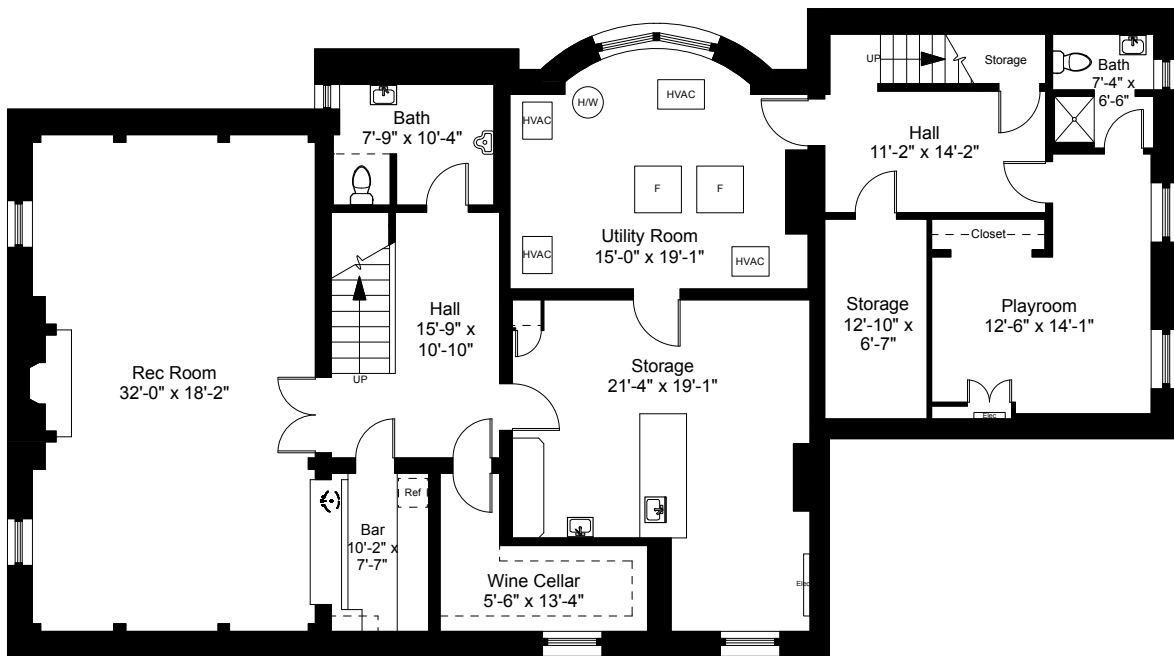 UP
Storage
Bath
7'-4" x
6'-6"
HVAC
H/W
HVAC
Bath
7'-9" x 10'-4"
Hall
11'-2" x 14'-2"
F
F
Utility Room
15'-0" x 19'-1"
HVAC
HVAC
Closet
Hall
15'-9" x
10'-10"
Storage
12'-10" x
6'-7"
Playroom
12'-6" x 14'-1"
Rec Room
32'-0" x 18'-2"
UP
Storage
21'-4" x 19'-1"
Elec
Ref
Bar
10'-2" x
7'-7"
Wine Cellar
5'-6" x 13'-4"
Elec